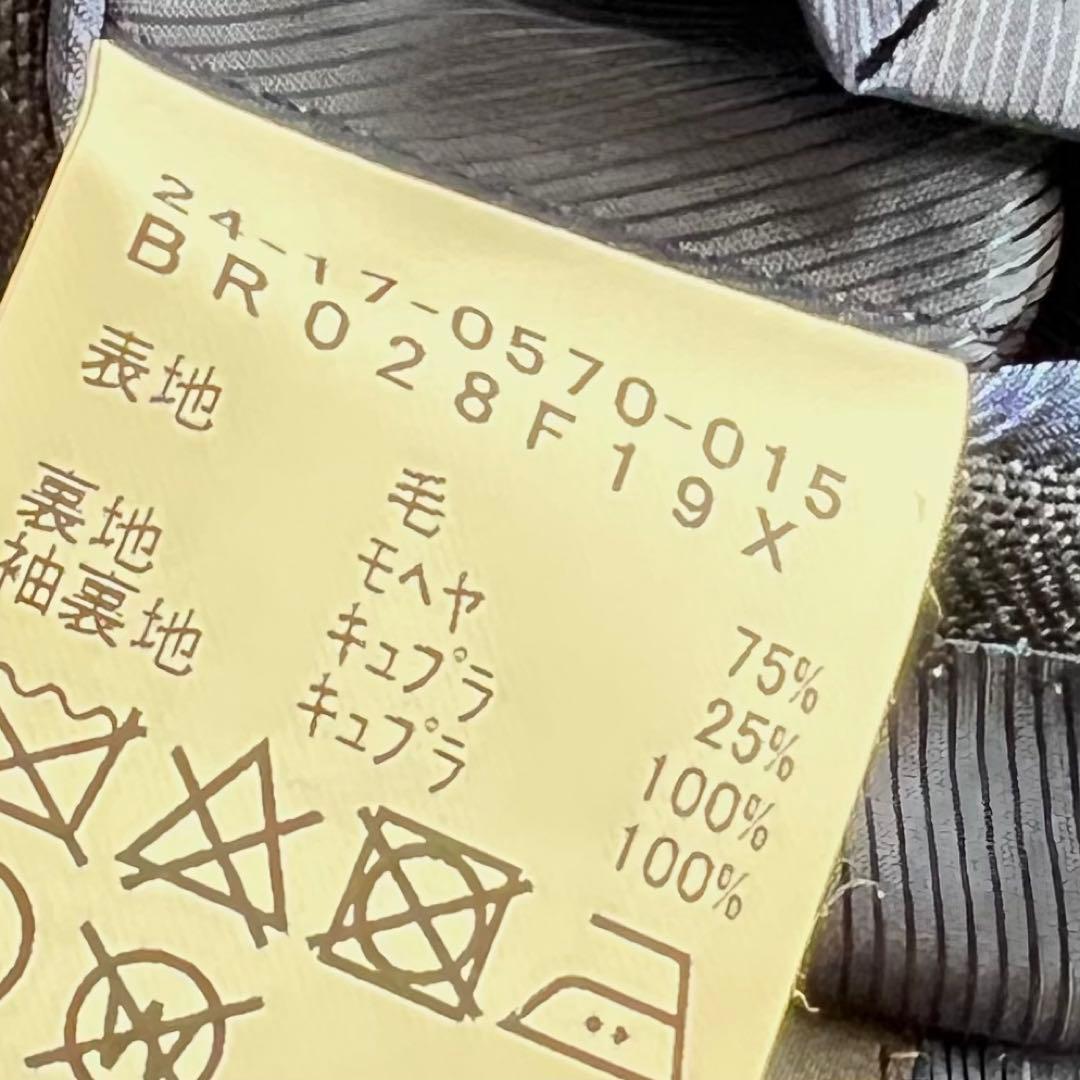 24-17-0570-015
BR028F19X
表地
毛 75%
モヘヤ 25%
裏地 キュプラ 100%
袖裏地 キュプラ 100%